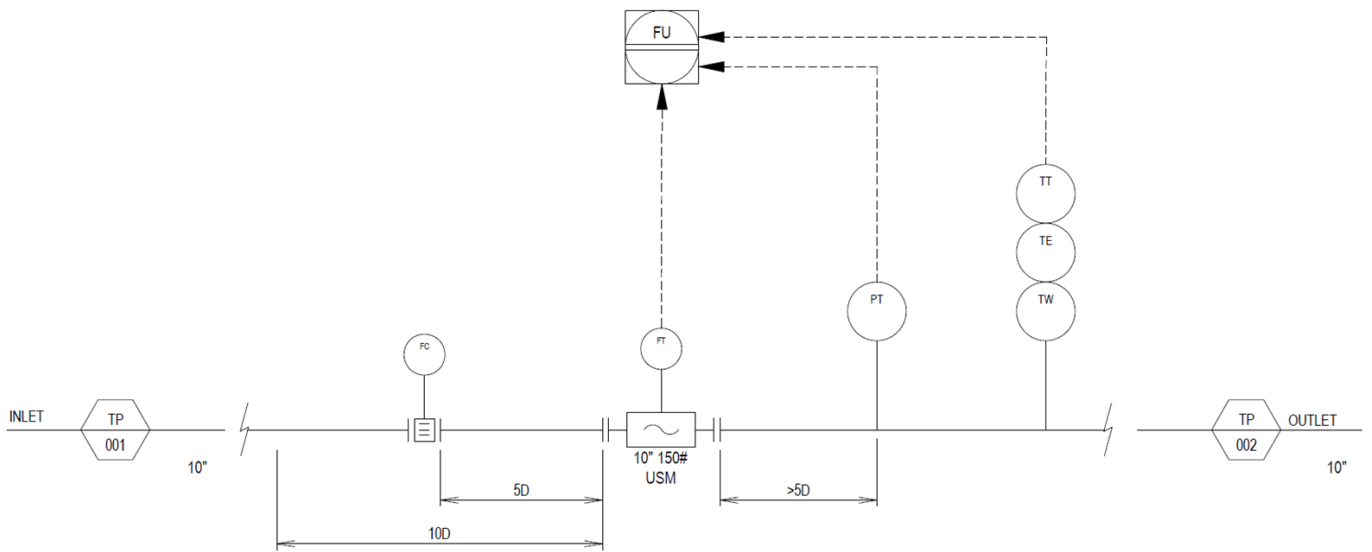 FU
TT
TE
TW
PT
FC
FT
INLET
TP
001
10"
10" 150#
USM
TP
002
OUTLET
10"
5D
>5D
10D